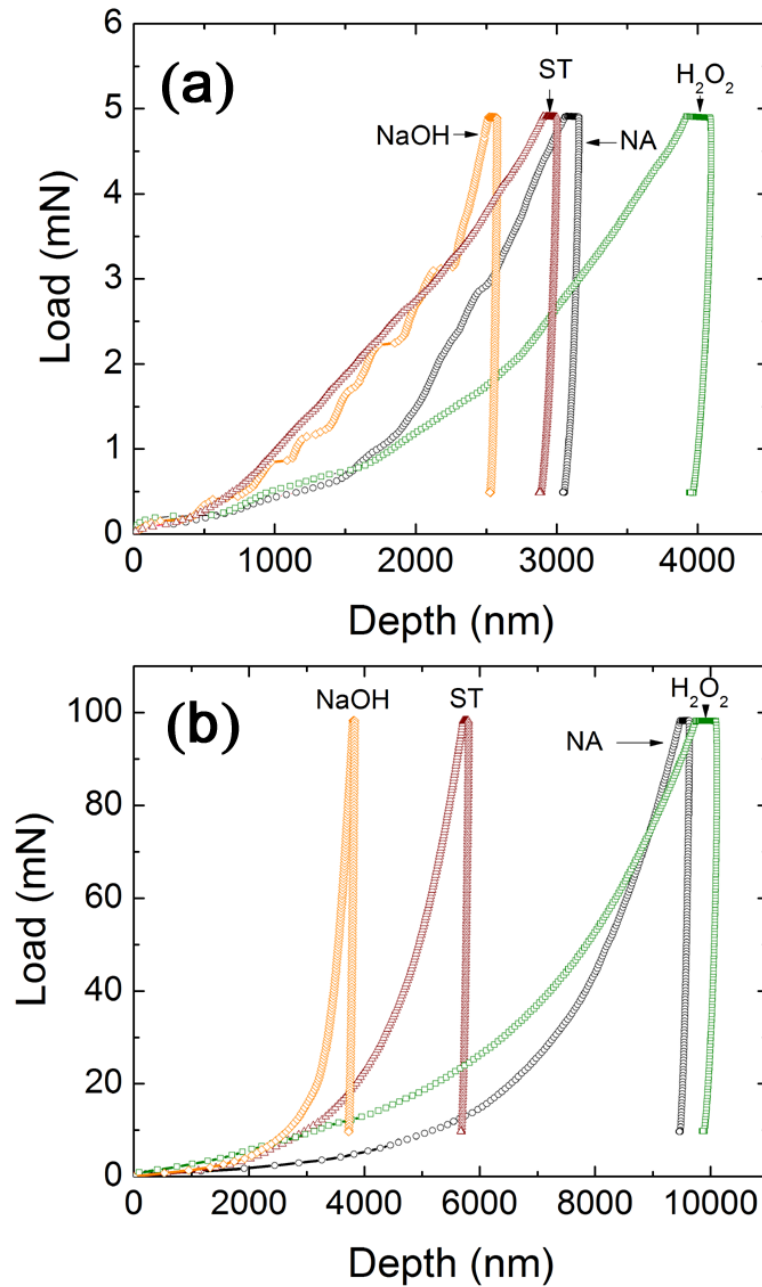 (a)
6
5
4
3
2
1
0
Load (mN)
NaOH
ST
NA
H₂O₂
0 1000 2000 3000 4000
Depth (nm)
(b)
100
80
60
40
20
0
Load (mN)
NaOH
ST
NA
H₂O₂
0 2000 4000 6000 8000 10000
Depth (nm)